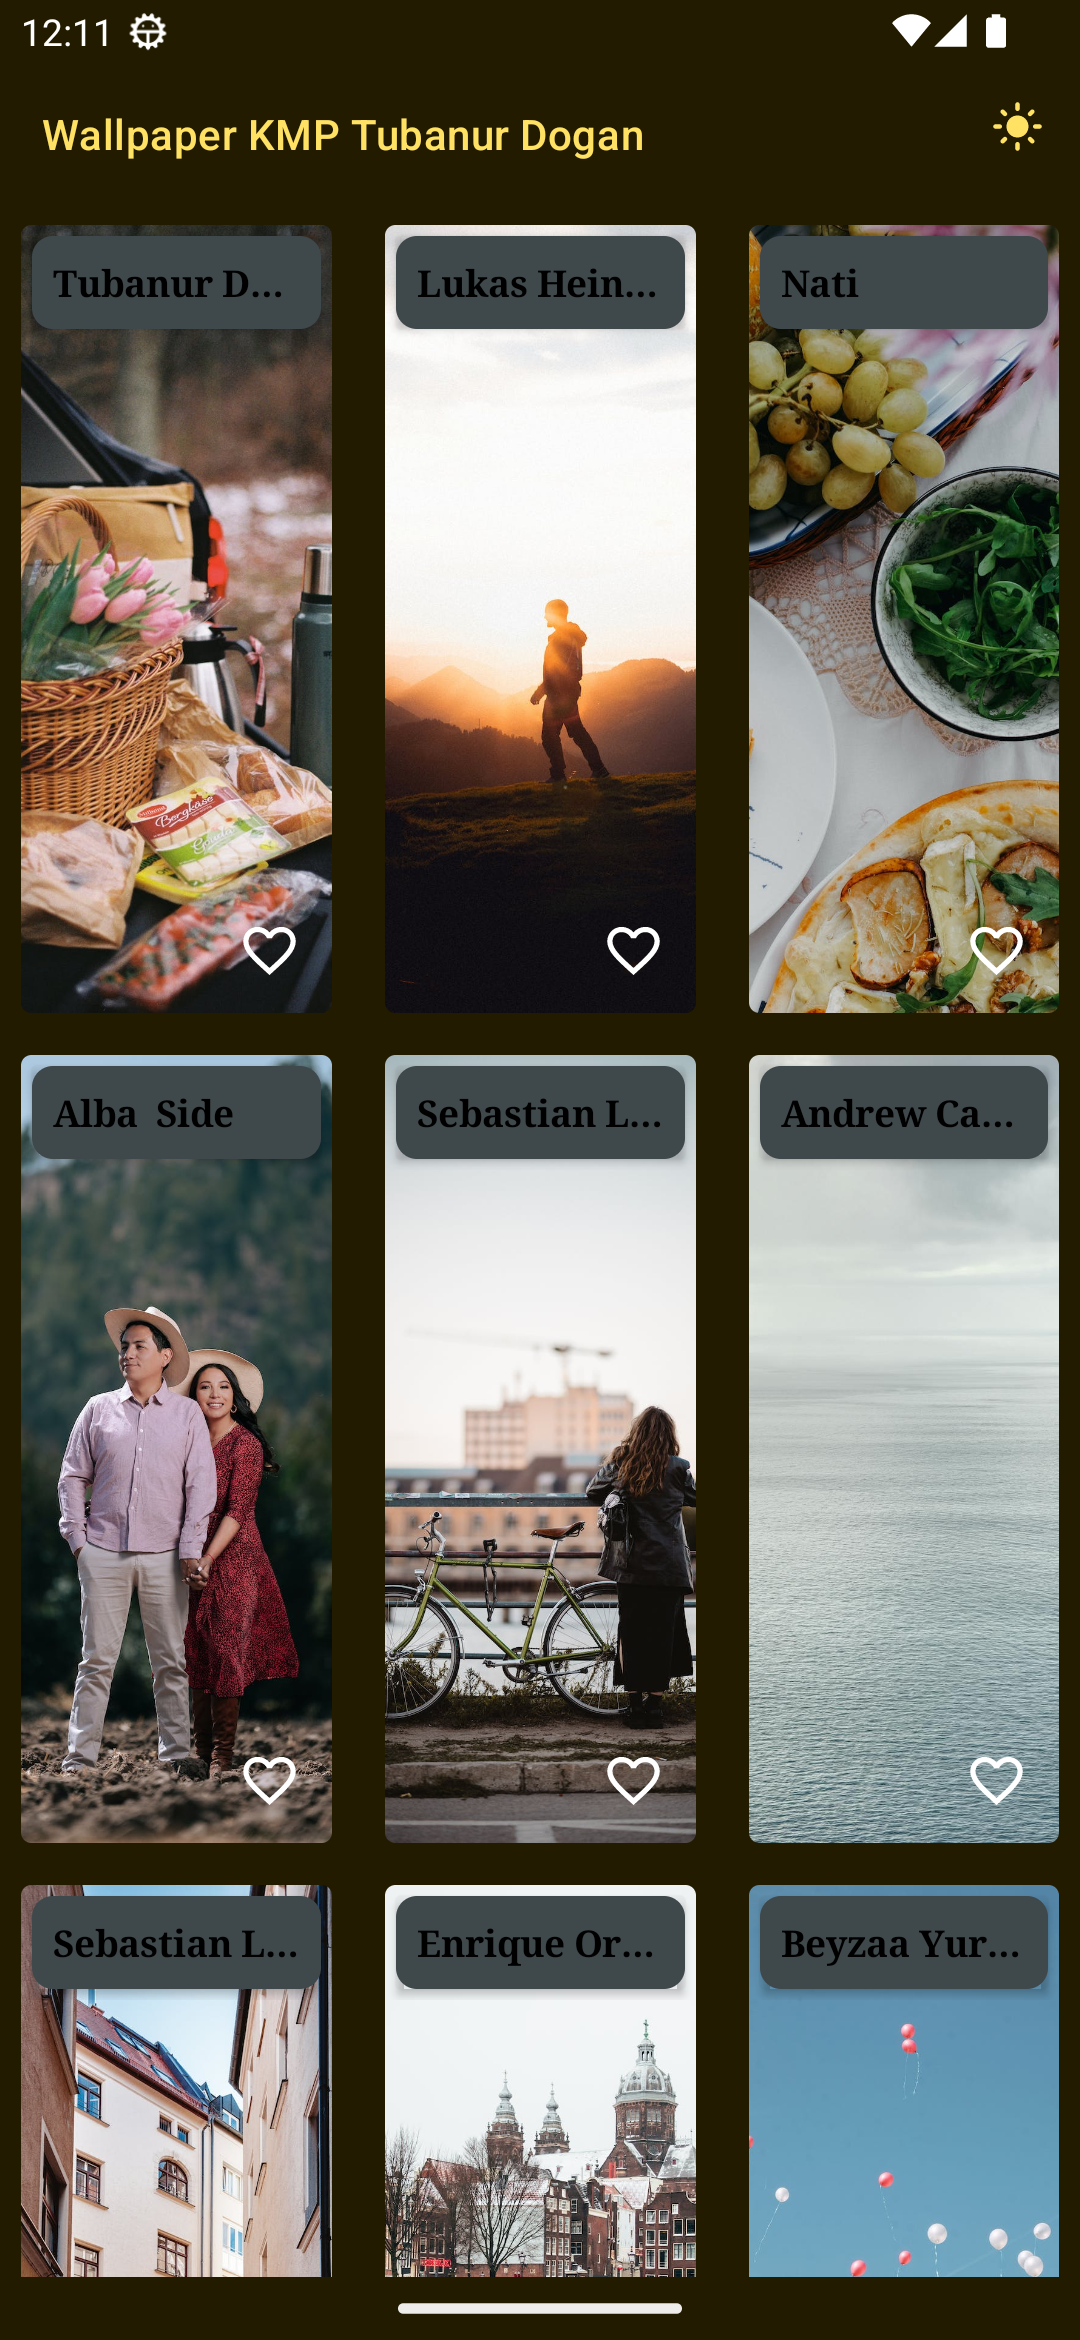 12:11
Wallpaper KMP Tubanur Dogan
Tubanur D...
Lukas Hein...
Nati
Bergkäse
Alba  Side
Sebastian L...
Andrew Ca...
Sebastian L...
Enrique Or...
Beyzaa Yur...